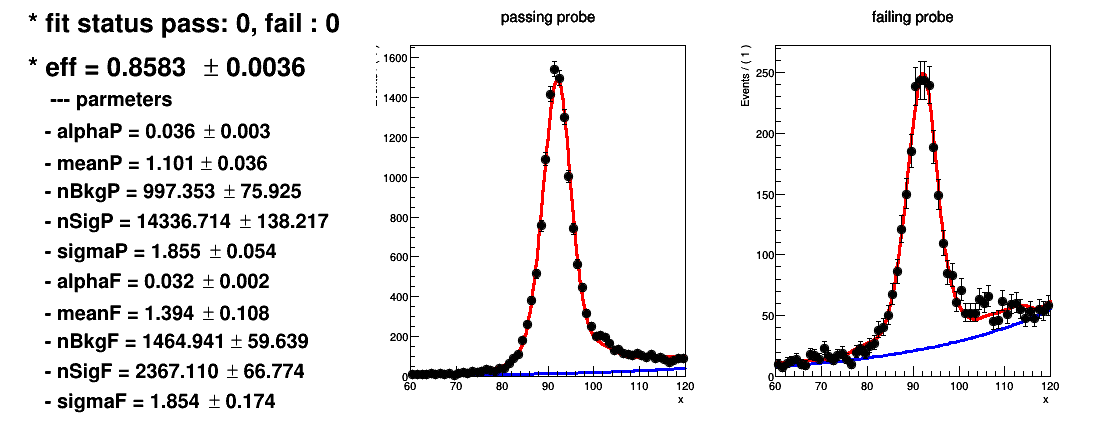 * fit status pass: 0, fail : 0
* eff = 0.8583 ± 0.0036
--- parmeters
- alphaP = 0.036 ± 0.003
- meanP = 1.101 ± 0.036
- nBkgP = 997.353 ± 75.925
- nSigP = 14336.714 ± 138.217
- sigmaP = 1.855 ± 0.054
- alphaF = 0.032 ± 0.002
- meanF = 1.394 ± 0.108
- nBkgF = 1464.941 ± 59.639
- nSigF = 2367.110 ± 66.774
- sigmaF = 1.854 ± 0.174
passing probe
1600
1400
1200
1000
800
600
400
200
0
60 70 80 90 100 110 120
x
failing probe
Events / ( 1 )
250
200
150
100
50
0
60 70 80 90 100 110 120
x